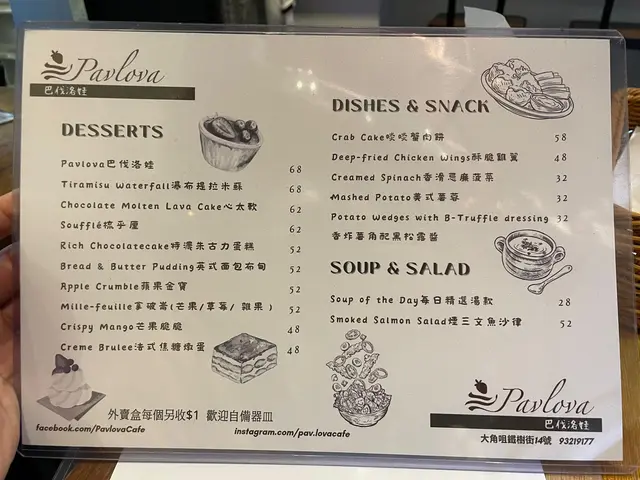 Pavlova
巴伐洛娃
DESSERTS
Pavlova巴伐洛娃 68
Tiramisu Waterfall瀑布提拉米蘇 68
Chocolate Molten Lava Cake心太軟 62
Soufflé梳乎厘 62
Rich Chocolatecake特濃朱古力蛋糕 52
Bread & Butter Pudding英式面包布甸 52
Apple Crumble蘋果金寶 52
Mille-feuille拿破崙(芒果/草莓/ 雜果 ) 52
Crispy Mango芒果脆脆 48
Creme Brulee法式焦糖燉蛋 48
外賣盒每個另收$1 歡迎自備器皿
facebook.com/PavlovaCafe
instagram.com/pav.lovacafe
DISHES & SNACK
Crab Cake啖啖蟹肉餅 58
Deep-fried Chicken Wings酥脆雞翼 48
Creamed Spinach香滑忌廉菠菜 32
Mashed Potato美式薯蓉 32
Potato Wedges with B-Truffle dressing 32
香炸薯角配黑松露醬
SOUP & SALAD
Soup of the Day每日精選湯款 28
Smoked Salmon Salad煙三文魚沙律 52
Pavlova
巴伐洛娃
大角咀鐵樹街14號 93219177